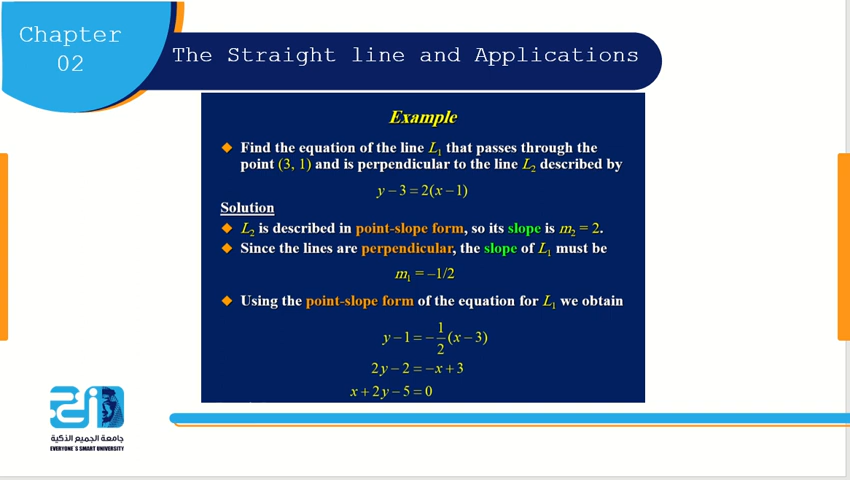 Chapter
02
The Straight line and Applications
Example
◆ Find the equation of the line L₁ that passes through the
point (3, 1) and is perpendicular to the line L₂ described by
y − 3 = 2(x − 1)
Solution
◆ L₂ is described in point-slope form, so its slope is m₂ = 2.
◆ Since the lines are perpendicular, the slope of L₁ must be
m₁ = –1/2
◆ Using the point-slope form of the equation for L₁ we obtain
y − 1 = −1/2(x − 3)
2y − 2 = −x + 3
x + 2y − 5 = 0
جامعة الجميع الذكية
EVERYONE`S SMART UNIVERSITY